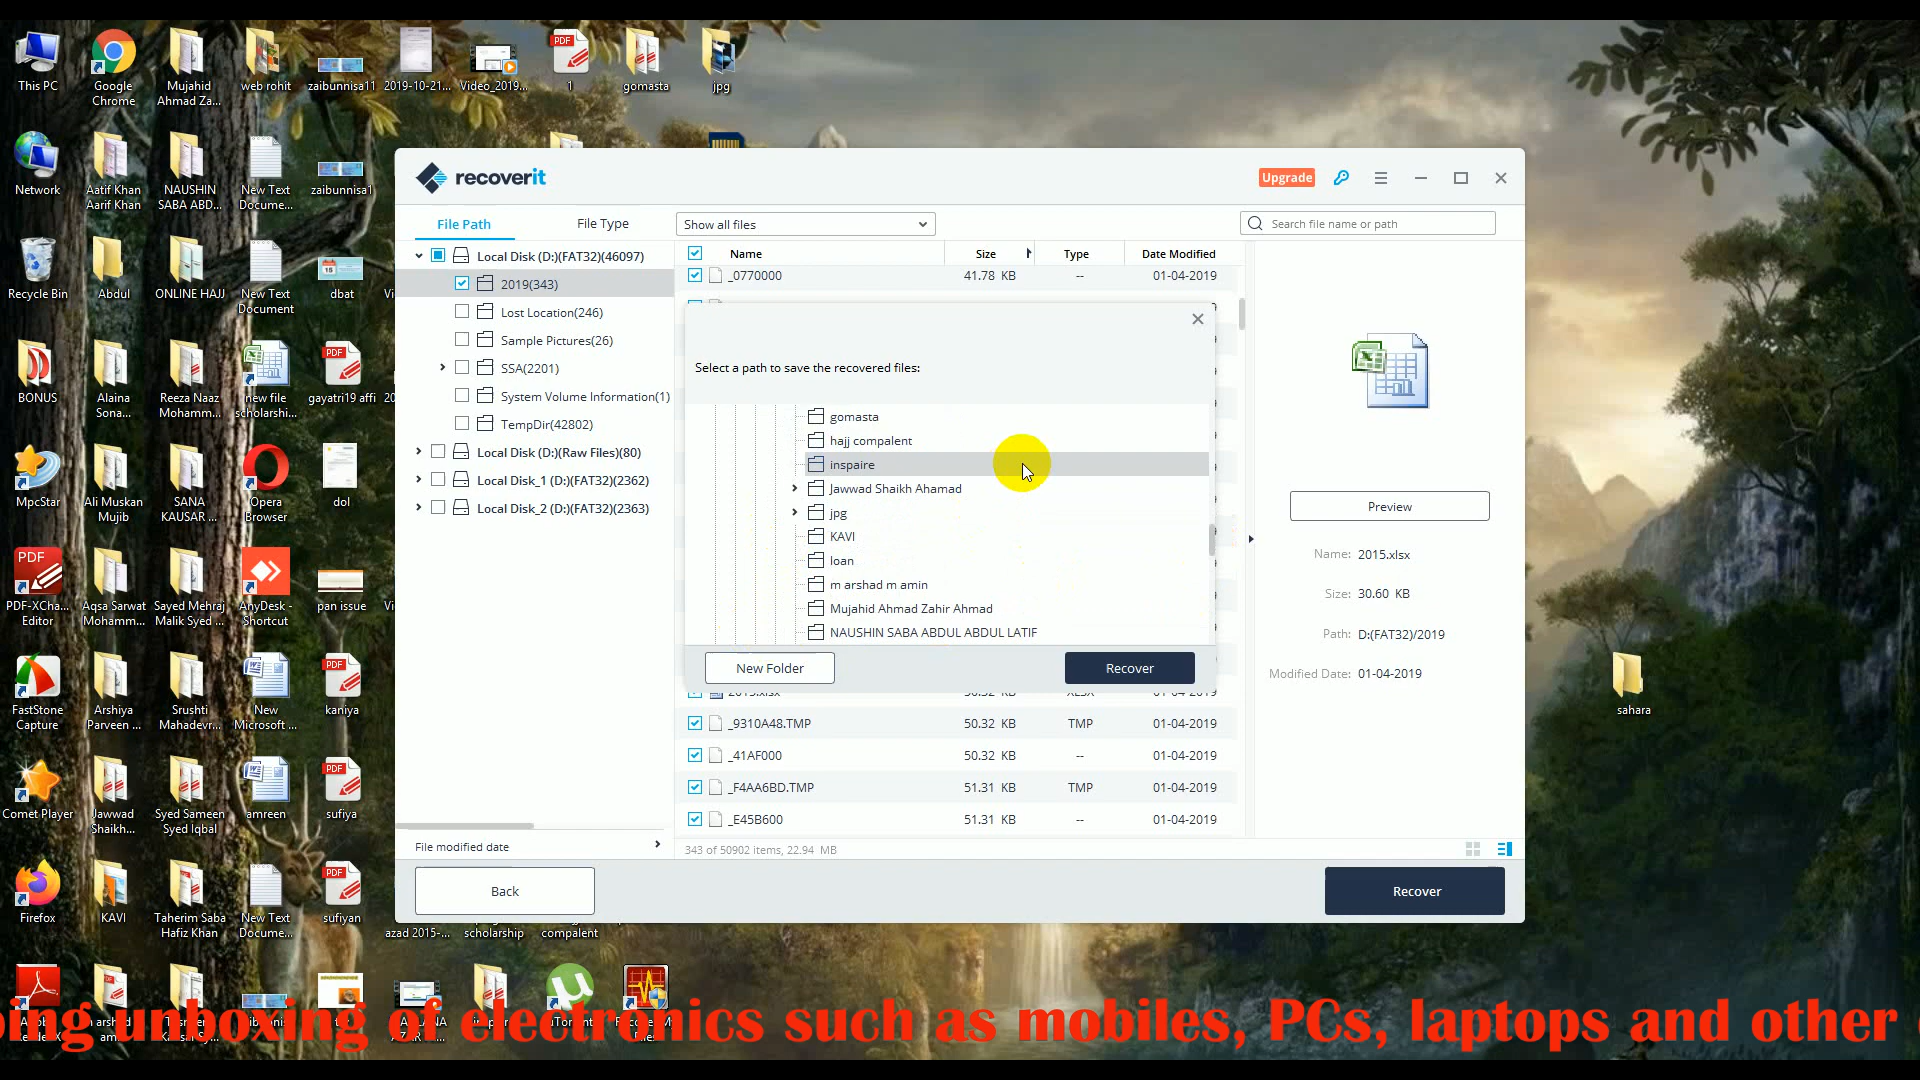 This PC
Google Chrome
Mujahid Ahmad Za...
web rohit
zaibunnisa11
2019-10-21...
Video_2019...
1
gomasta
jpg
Network
Aatif Khan Aarif Khan
NAUSHIN SABA ABD...
New Text Docume...
zaibunnisa1
Recycle Bin
Abdul
ONLINE HAJJ
New Text Document
dbat
BONUS
Alaina Sona...
Reeza Naaz Mohamm...
new file scholarshi...
gayatri19 affi
MpcStar
Ali Muskan Mujib
SANA KAUSAR ...
Opera Browser
dol
PDF-XCha... Editor
Aqsa Sarwat Mohamm...
Sayed Mehraj Malik Syed ...
AnyDesk - Shortcut
pan issue
FastStone Capture
Arshiya Parveen ...
Srushti Mahadevr...
New Microsoft ...
kaniya
Comet Player
Jawwad Shaikh...
Syed Sameen Syed Iqbal
amreen
sufiya
Firefox
KAVI
Taherim Saba Hafiz Khan
New Text Docume...
sufiyan
azad 2015-...
scholarship
compalent
sahara
recoverit
Upgrade
File Path
File Type
Show all files
Search file name or path
Local Disk (D:)(FAT32)(46097)
2019(343)
Lost Location(246)
Sample Pictures(26)
SSA(2201)
System Volume Information(1)
TempDir(42802)
Local Disk (D:)(Raw Files)(80)
Local Disk_1 (D:)(FAT32)(2362)
Local Disk_2 (D:)(FAT32)(2363)
File modified date
Name Size Type Date Modified
_0770000 41.78 KB -- 01-04-2019
Select a path to save the recovered files:
gomasta
hajj compalent
inspaire
Jawwad Shaikh Ahamad
jpg
KAVI
loan
m arshad m amin
Mujahid Ahmad Zahir Ahmad
NAUSHIN SABA ABDUL ABDUL LATIF
New Folder
Recover
2015.xlsx 50.32 KB XLSX 01-04-2019
_9310A48.TMP 50.32 KB TMP 01-04-2019
_41AF000 50.32 KB -- 01-04-2019
_F4AA6BD.TMP 51.31 KB TMP 01-04-2019
_E45B600 51.31 KB -- 01-04-2019
343 of 50902 items, 22.94 MB
Preview
Name: 2015.xlsx
Size: 30.60 KB
Path: D:(FAT32)/2019
Modified Date: 01-04-2019
Back
Recover
unboxing of electronics such as mobiles, PCs, laptops and other